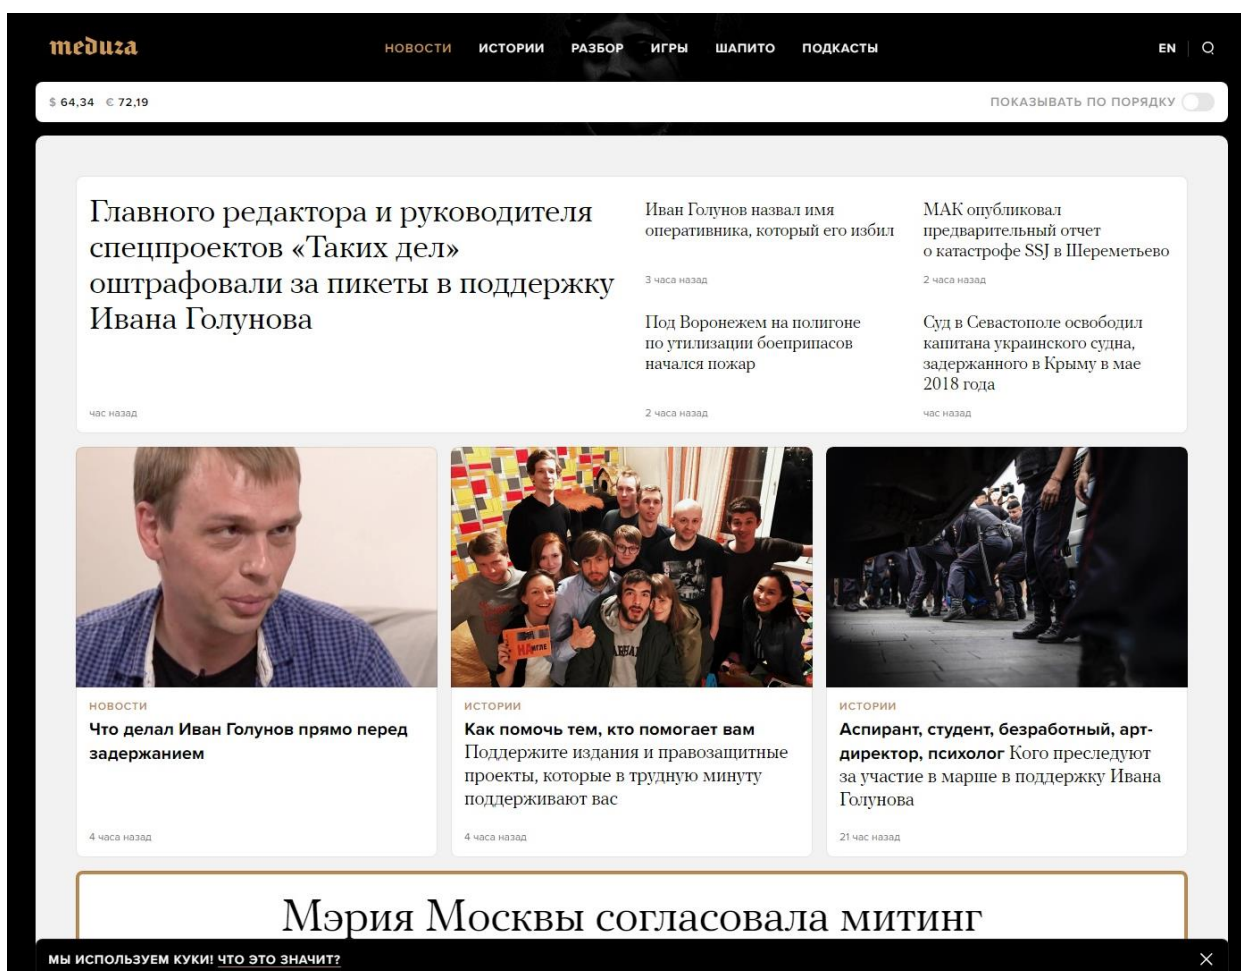 meduza
НОВОСТИ ИСТОРИИ РАЗБОР ИГРЫ ШАПИТО ПОДКАСТЫ
EN
$ 64,34 € 72,19
ПОКАЗЫВАТЬ ПО ПОРЯДКУ
Главного редактора и руководителя
спецпроектов «Таких дел»
оштрафовали за пикеты в поддержку
Ивана Голунова
час назад
Иван Голунов назвал имя
оперативника, который его избил
3 часа назад
МАК опубликовал
предварительный отчет
о катастрофе SSJ в Шереметьево
2 часа назад
Под Воронежем на полигоне
по утилизации боеприпасов
начался пожар
2 часа назад
Суд в Севастополе освободил
капитана украинского судна,
задержанного в Крыму в мае
2018 года
час назад
НОВОСТИ
Что делал Иван Голунов прямо перед
задержанием
4 часа назад
ИСТОРИИ
Как помочь тем, кто помогает вам
Поддержите издания и правозащитные
проекты, которые в трудную минуту
поддерживают вас
4 часа назад
ИСТОРИИ
Аспирант, студент, безработный, арт-
директор, психолог Кого преследуют
за участие в марше в поддержку Ивана
Голунова
21 час назад
Мэрия Москвы согласовала митинг
МЫ ИСПОЛЬЗУЕМ КУКИ! ЧТО ЭТО ЗНАЧИТ?